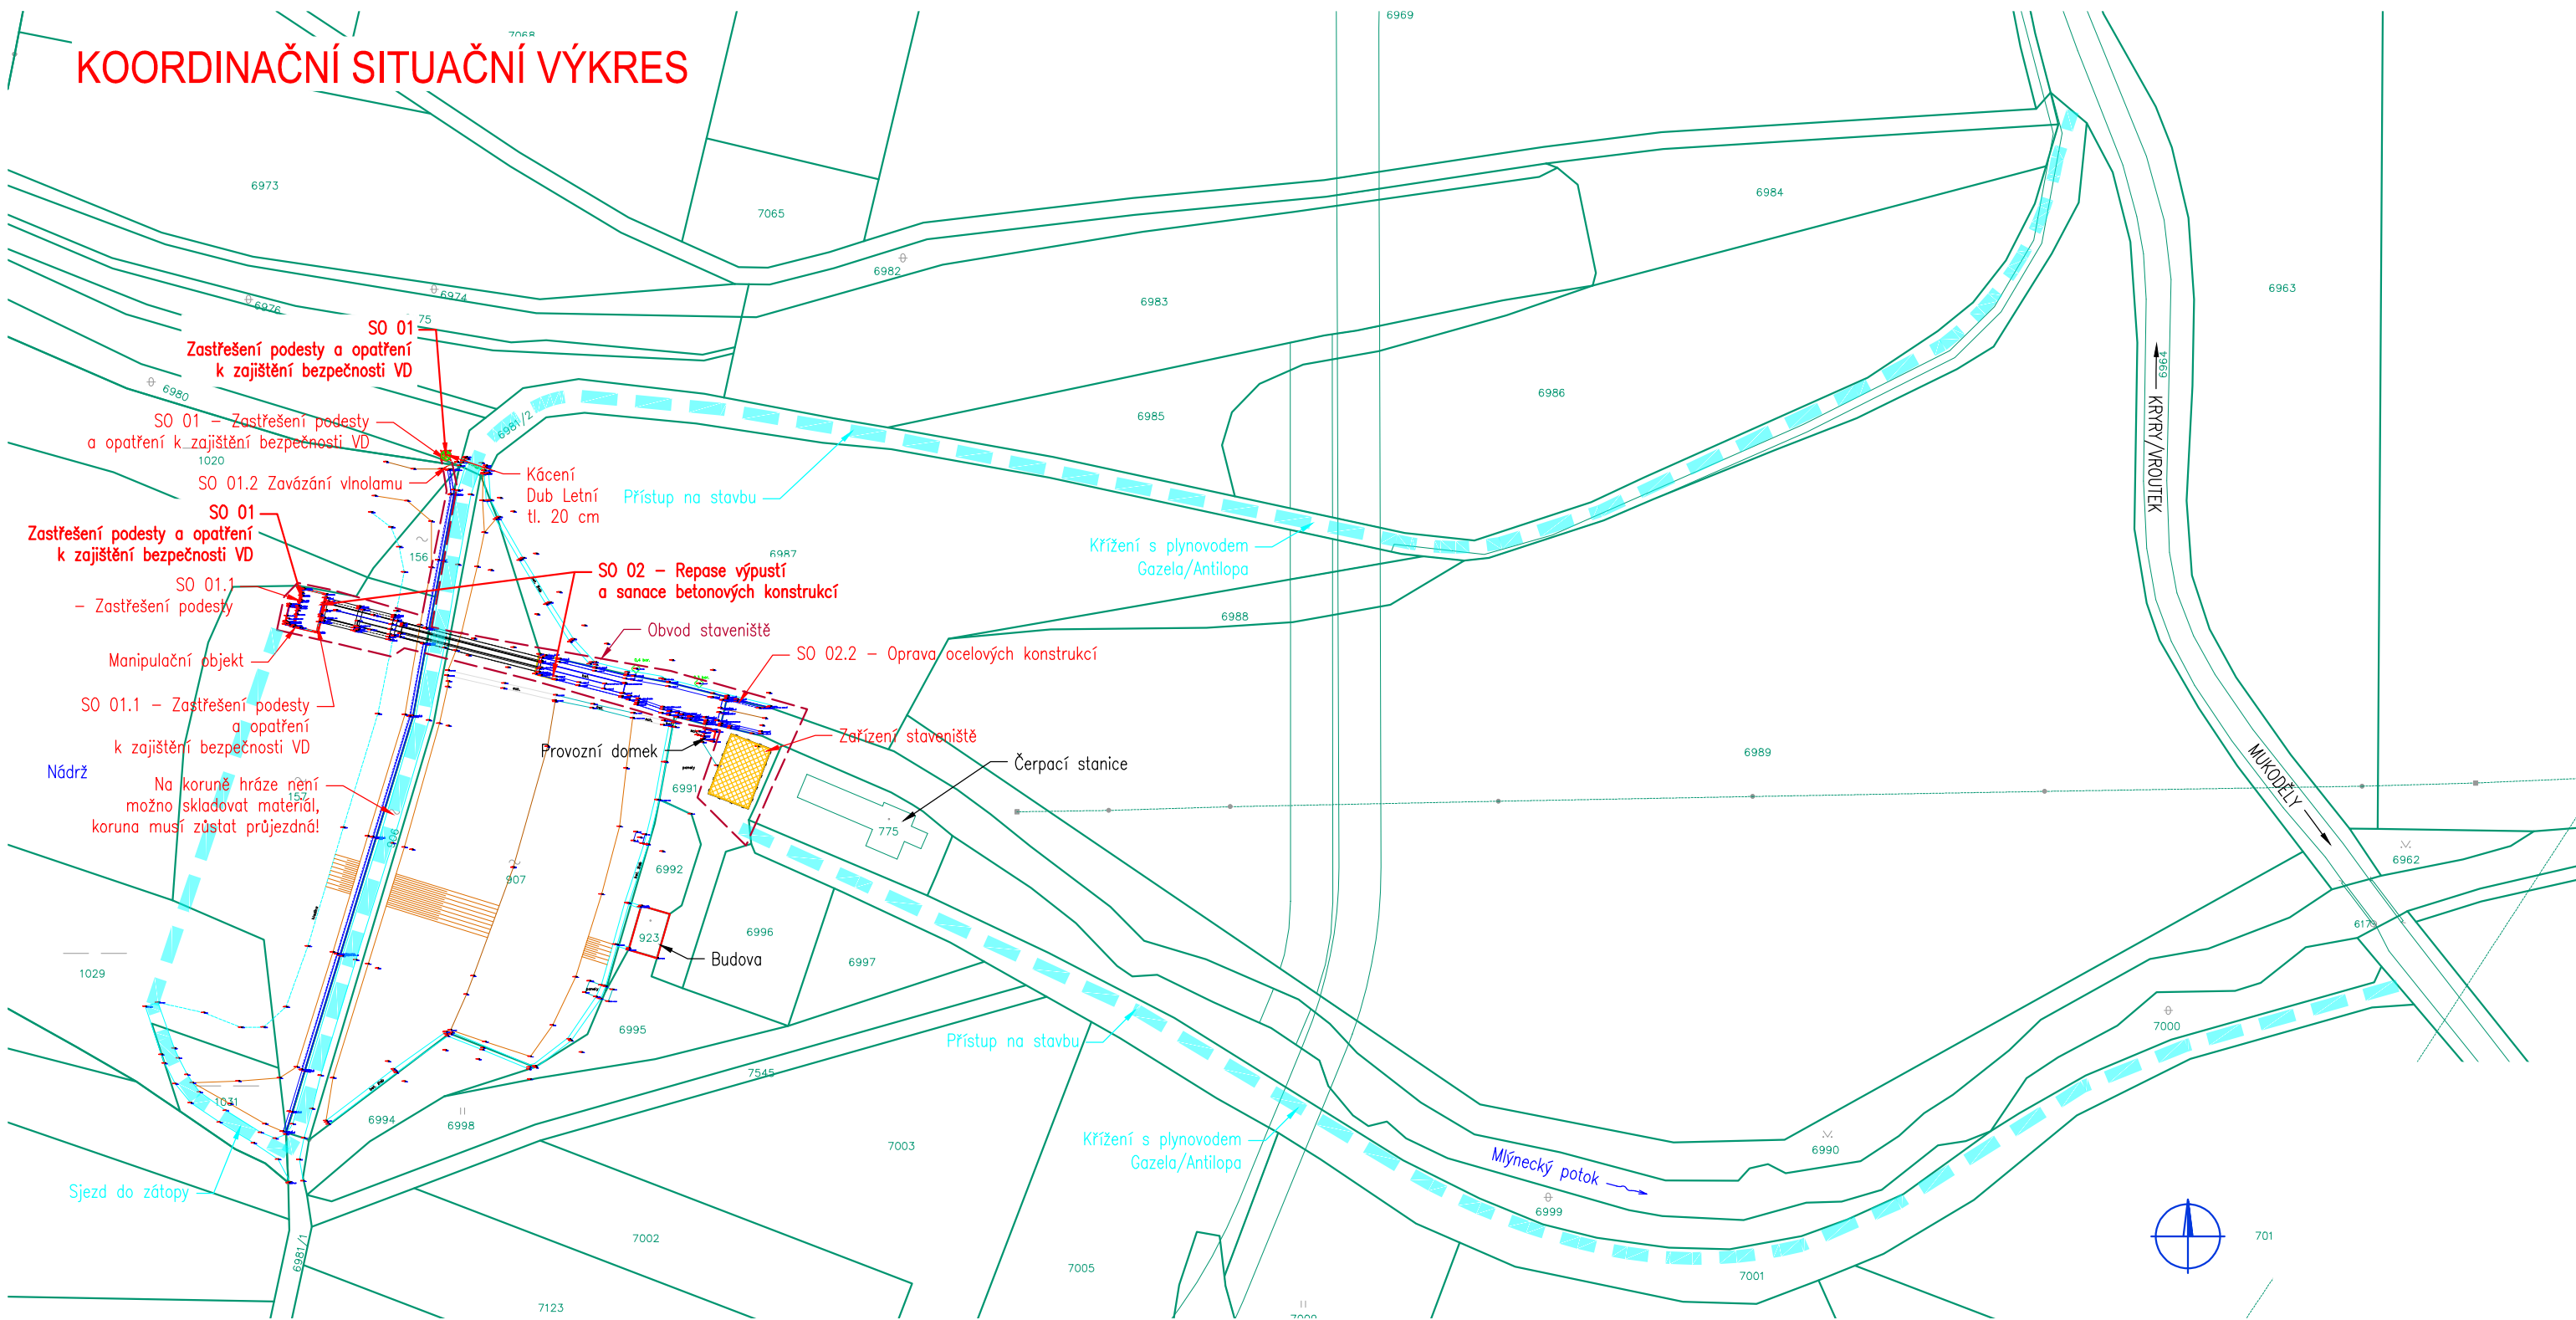 KOORDINAČNÍ SITUAČNÍ VÝKRES
7068
6969
6973
7065
6984
6982
6974
6976
6983
6963
75
SO 01
Zastřešení podesty a opatření
k zajištění bezpečnosti VD
6964
6980
6986
6985
KRYRY/VROUTEK
6981/2
SO 01 – Zastřešení podesty
a opatření k zajištění bezpečnosti VD
1020
SO 01.2 Zavázání vlnolamu
Kácení
Dub Letní
tl. 20 cm
Přístup na stavbu
SO 01
Zastřešení podesty a opatření
k zajištění bezpečnosti VD
156
6987
Křížení s plynovodem
Gazela/Antilopa
SO 02 – Repase výpustí
a sanace betonových konstrukcí
SO 01.1
– Zastřešení podesty
6988
Obvod staveniště
SO 02.2 – Oprava ocelových konstrukcí
Manipulační objekt
SO 01.1 – Zastřešení podesty
a opatření
k zajištění bezpečnosti VD
Zařízení staveniště
Provozní domek
6989
Čerpací stanice
MUKODĚLY
Nádrž
Na koruně hráze není
možno skladovat materiál,
koruna musí zůstat průjezdná!
157
6991
775
906
6962
907
6992
6179
923
6996
Budova
6997
1029
6995
7000
Přístup na stavbu
7545
1031
6994
6998
7003
Křížení s plynovodem
Gazela/Antilopa
6990
Mlýnecký potok
Sjezd do zátopy
6999
6981/1
7002
701
7005
7001
7123